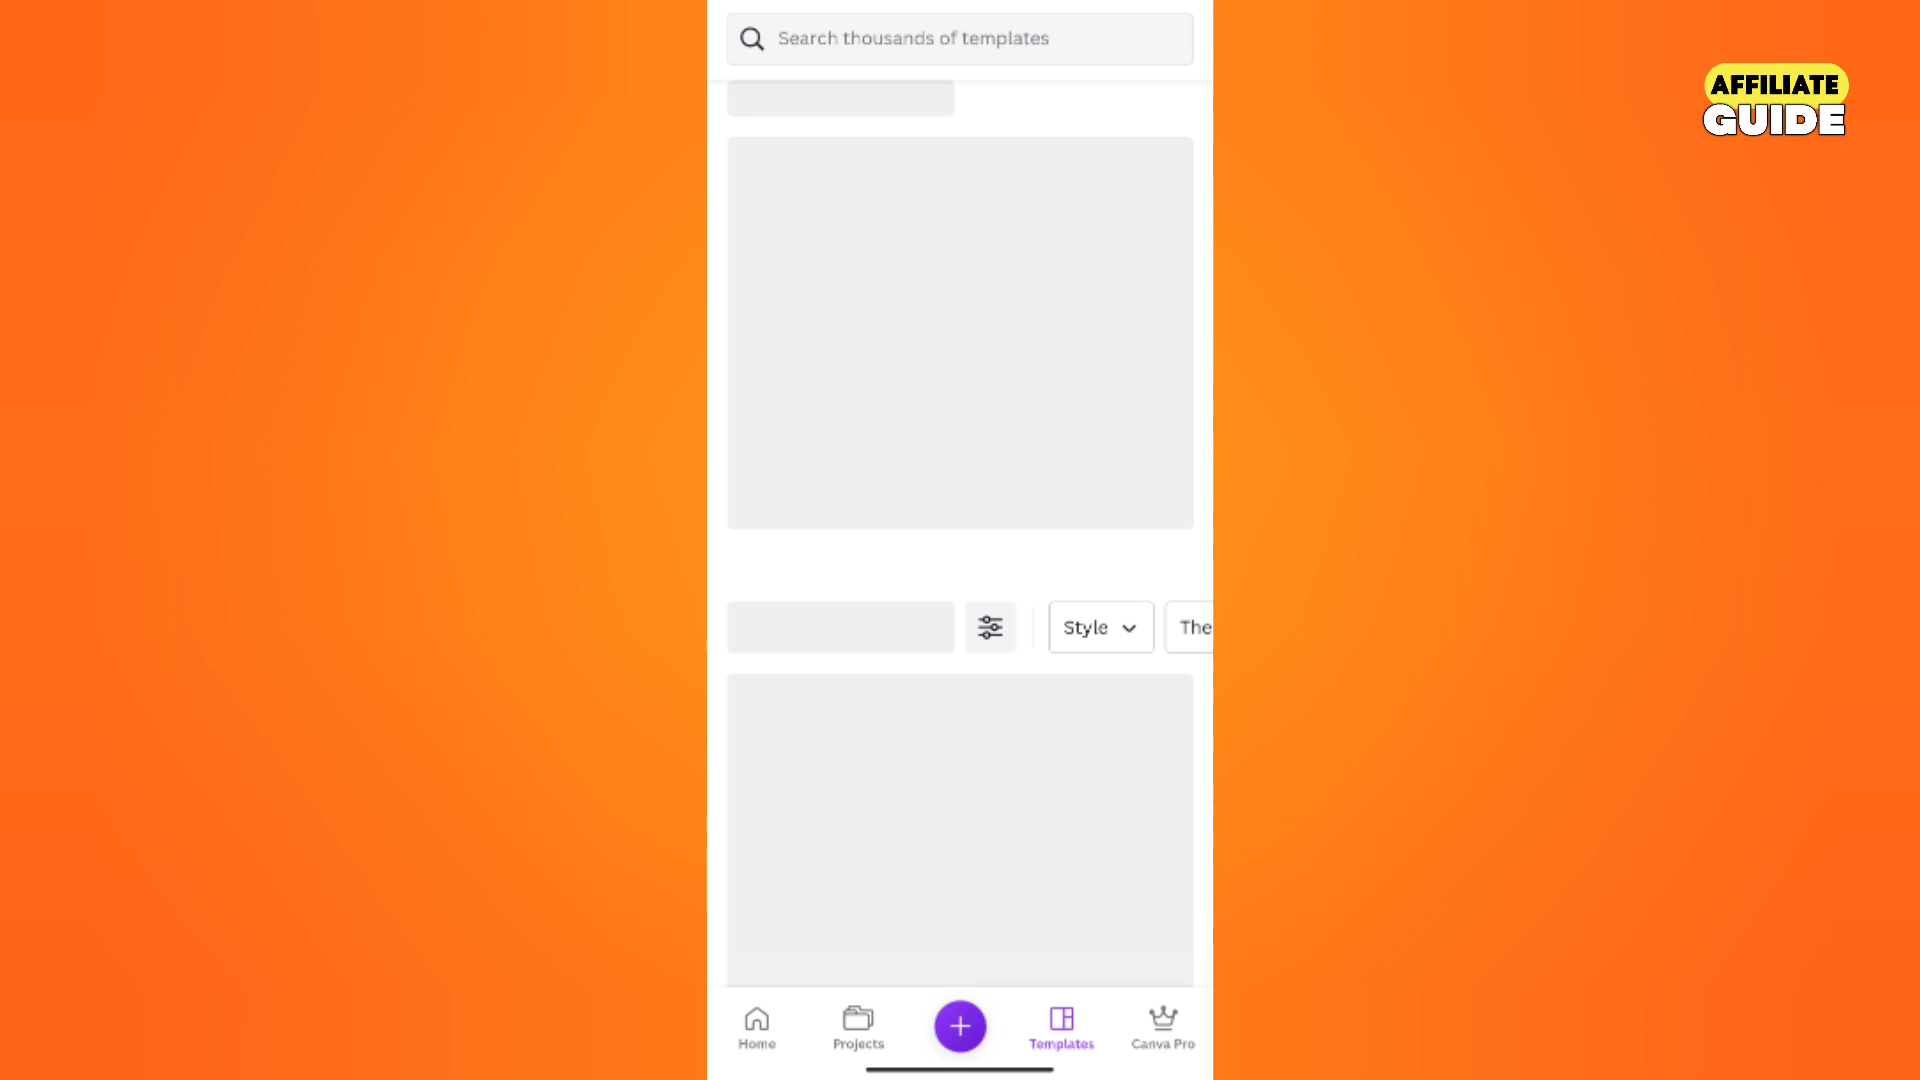 Search thousands of templates
AFFILIATE
GUIDE
Style
The
Home
Projects
Templates
Canva Pro